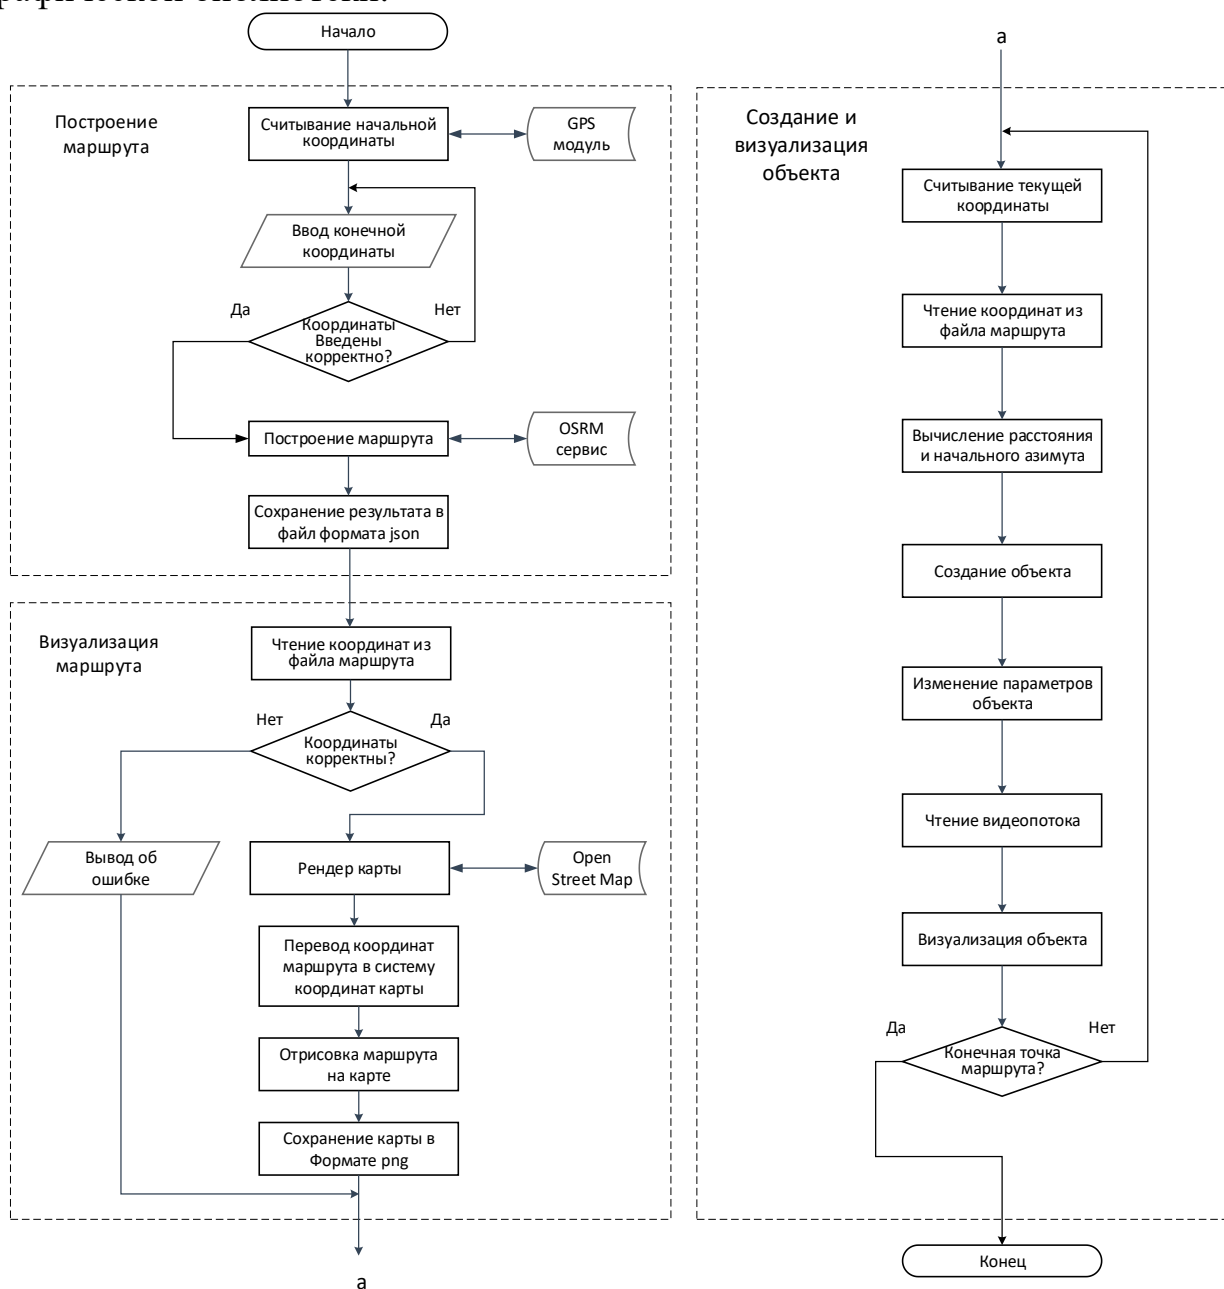 Начало
Построение
маршрута
Считывание начальной
координаты
GPS
модуль
Ввод конечной
координаты
Да
Нет
Координаты
Введены
корректно?
Построение маршрута
OSRM
сервис
Сохранение результата в
файл формата json
Визуализация
маршрута
Чтение координат из
файла маршрута
Нет
Да
Координаты
корректны?
Вывод об
ошибке
Рендер карты
Open
Street Map
Перевод координат
маршрута в систему
координат карты
Отрисовка маршрута
на карте
Сохранение карты в
Формате png
а
а
Создание и
визуализация
объекта
Считывание текущей
координаты
Чтение координат из
файла маршрута
Вычисление расстояния
и начального азимута
Создание объекта
Изменение параметров
объекта
Чтение видеопотока
Визуализация объекта
Да
Нет
Конечная точка
маршрута?
Конец